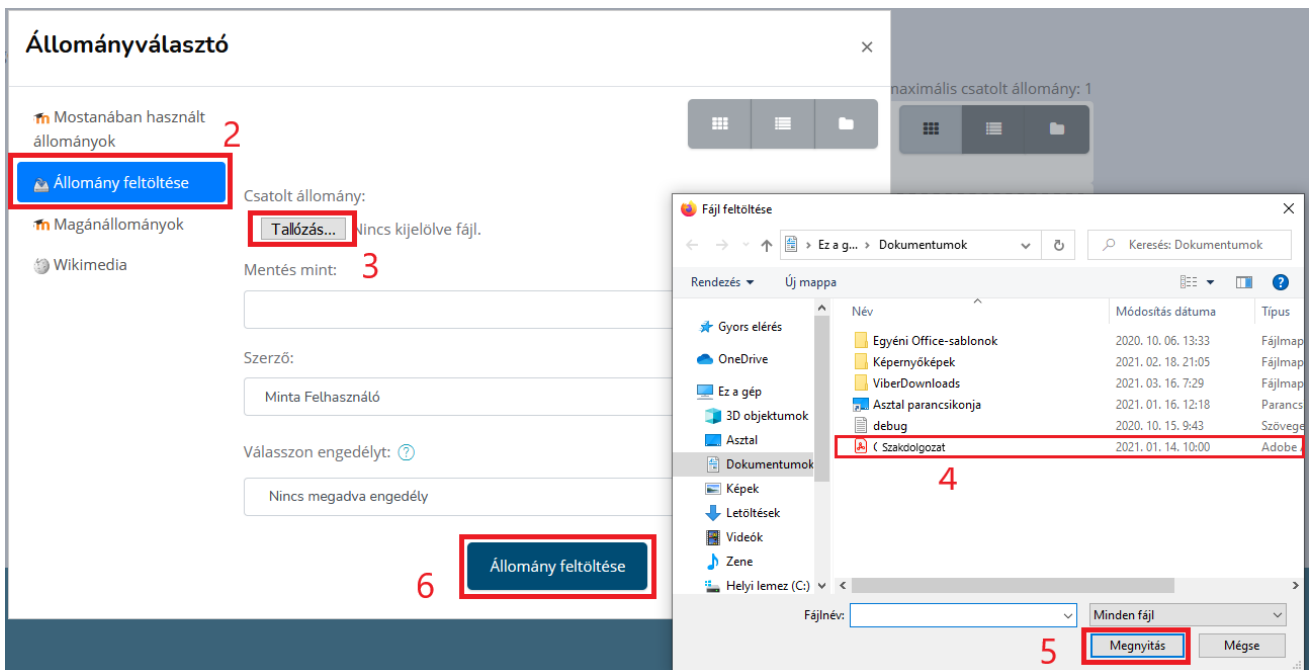 Állományválasztó
×
maximális csatolt állomány: 1
Mostanában használt
állományok
2
Állomány feltöltése
Magánállományok
Wikimedia
Csatolt állomány:
Tallózás... Nincs kijelölve fájl.
3
Mentés mint:
Szerző:
Minta Felhasználó
Válasszon engedélyt: ?
Nincs megadva engedély
6
Állomány feltöltése
Fájl feltöltése
Ez a g... › Dokumentumok
Keresés: Dokumentumok
Rendezés Új mappa
Gyors elérés
OneDrive
Ez a gép
3D objektumok
Asztal
Dokumentumok
Képek
Letöltések
Videók
Zene
Helyi lemez (C:)
Név Módosítás dátuma Típus
Egyéni Office-sablonok 2020. 10. 06. 13:33 Fájlmap
Képernyőképek 2021. 02. 18. 21:05 Fájlmap
ViberDownloads 2021. 03. 16. 7:29 Fájlmap
Asztal parancsikonja 2021. 01. 16. 12:18 Parancs
debug 2020. 10. 15. 9:43 Szövege
( Szakdolgozat 2021. 01. 14. 10:00 Adobe
4
Fájlnév: Minden fájl
5
Megnyitás Mégse